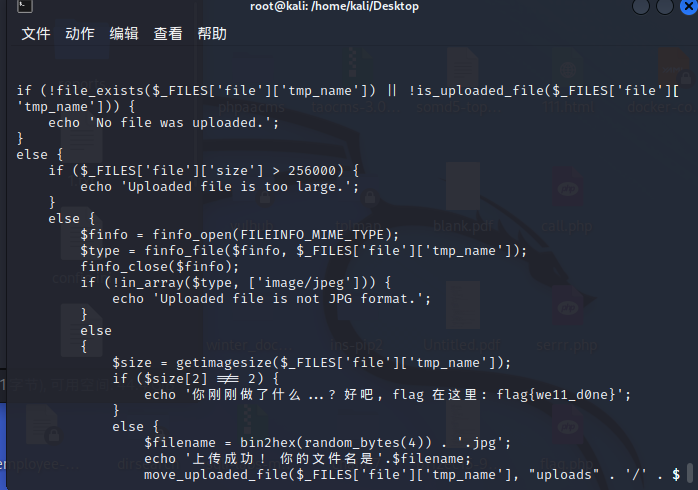 root@kali: /home/kali/Desktop
文件 动作 编辑 查看 帮助
if (!file_exists($_FILES['file']['tmp_name']) || !is_uploaded_file($_FILES['file'][
'tmp_name'])) {
    echo 'No file was uploaded.';
}
else {
    if ($_FILES['file']['size'] > 256000) {
        echo 'Uploaded file is too large.';
    }
    else {
        $finfo = finfo_open(FILEINFO_MIME_TYPE);
        $type = finfo_file($finfo, $_FILES['file']['tmp_name']);
        finfo_close($finfo);
        if (!in_array($type, ['image/jpeg'])) {
            echo 'Uploaded file is not JPG format.';
        }
        else
        {
            $size = getimagesize($_FILES['file']['tmp_name']);
            if ($size[2] !== 2) {
                echo '你刚刚做了什么...? 好吧, flag 在这里: flag{we11_d0ne}';
            }
            else {
                $filename = bin2hex(random_bytes(4)) . '.jpg';
                echo '上传成功! 你的文件名是'.$filename;
                move_uploaded_file($_FILES['file']['tmp_name'], "uploads" . '/' . $
blank.pdf
Untitled.pdf